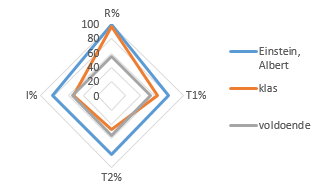 R%
100
80
60
40
20
0
I%
T1%
T2%
Einstein,
Albert
klas
voldoende